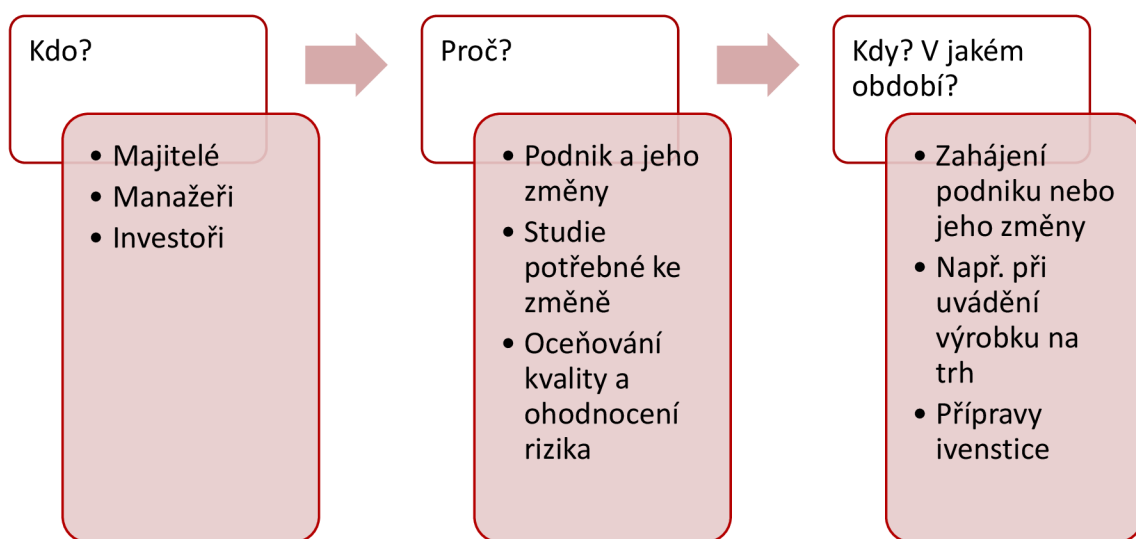 Kdo?
• Majitelé
• Manažeři
• Investoři
Proč?
• Podnik a jeho
změny
• Studie
potřebné ke
změně
• Oceňování
kvality a
ohodnocení
rizika
Kdy? V jakém
období?
• Zahájení
podniku nebo
jeho změny
• Např. při
uvádění
výrobku na
trh
• Přípravy
ivenstice